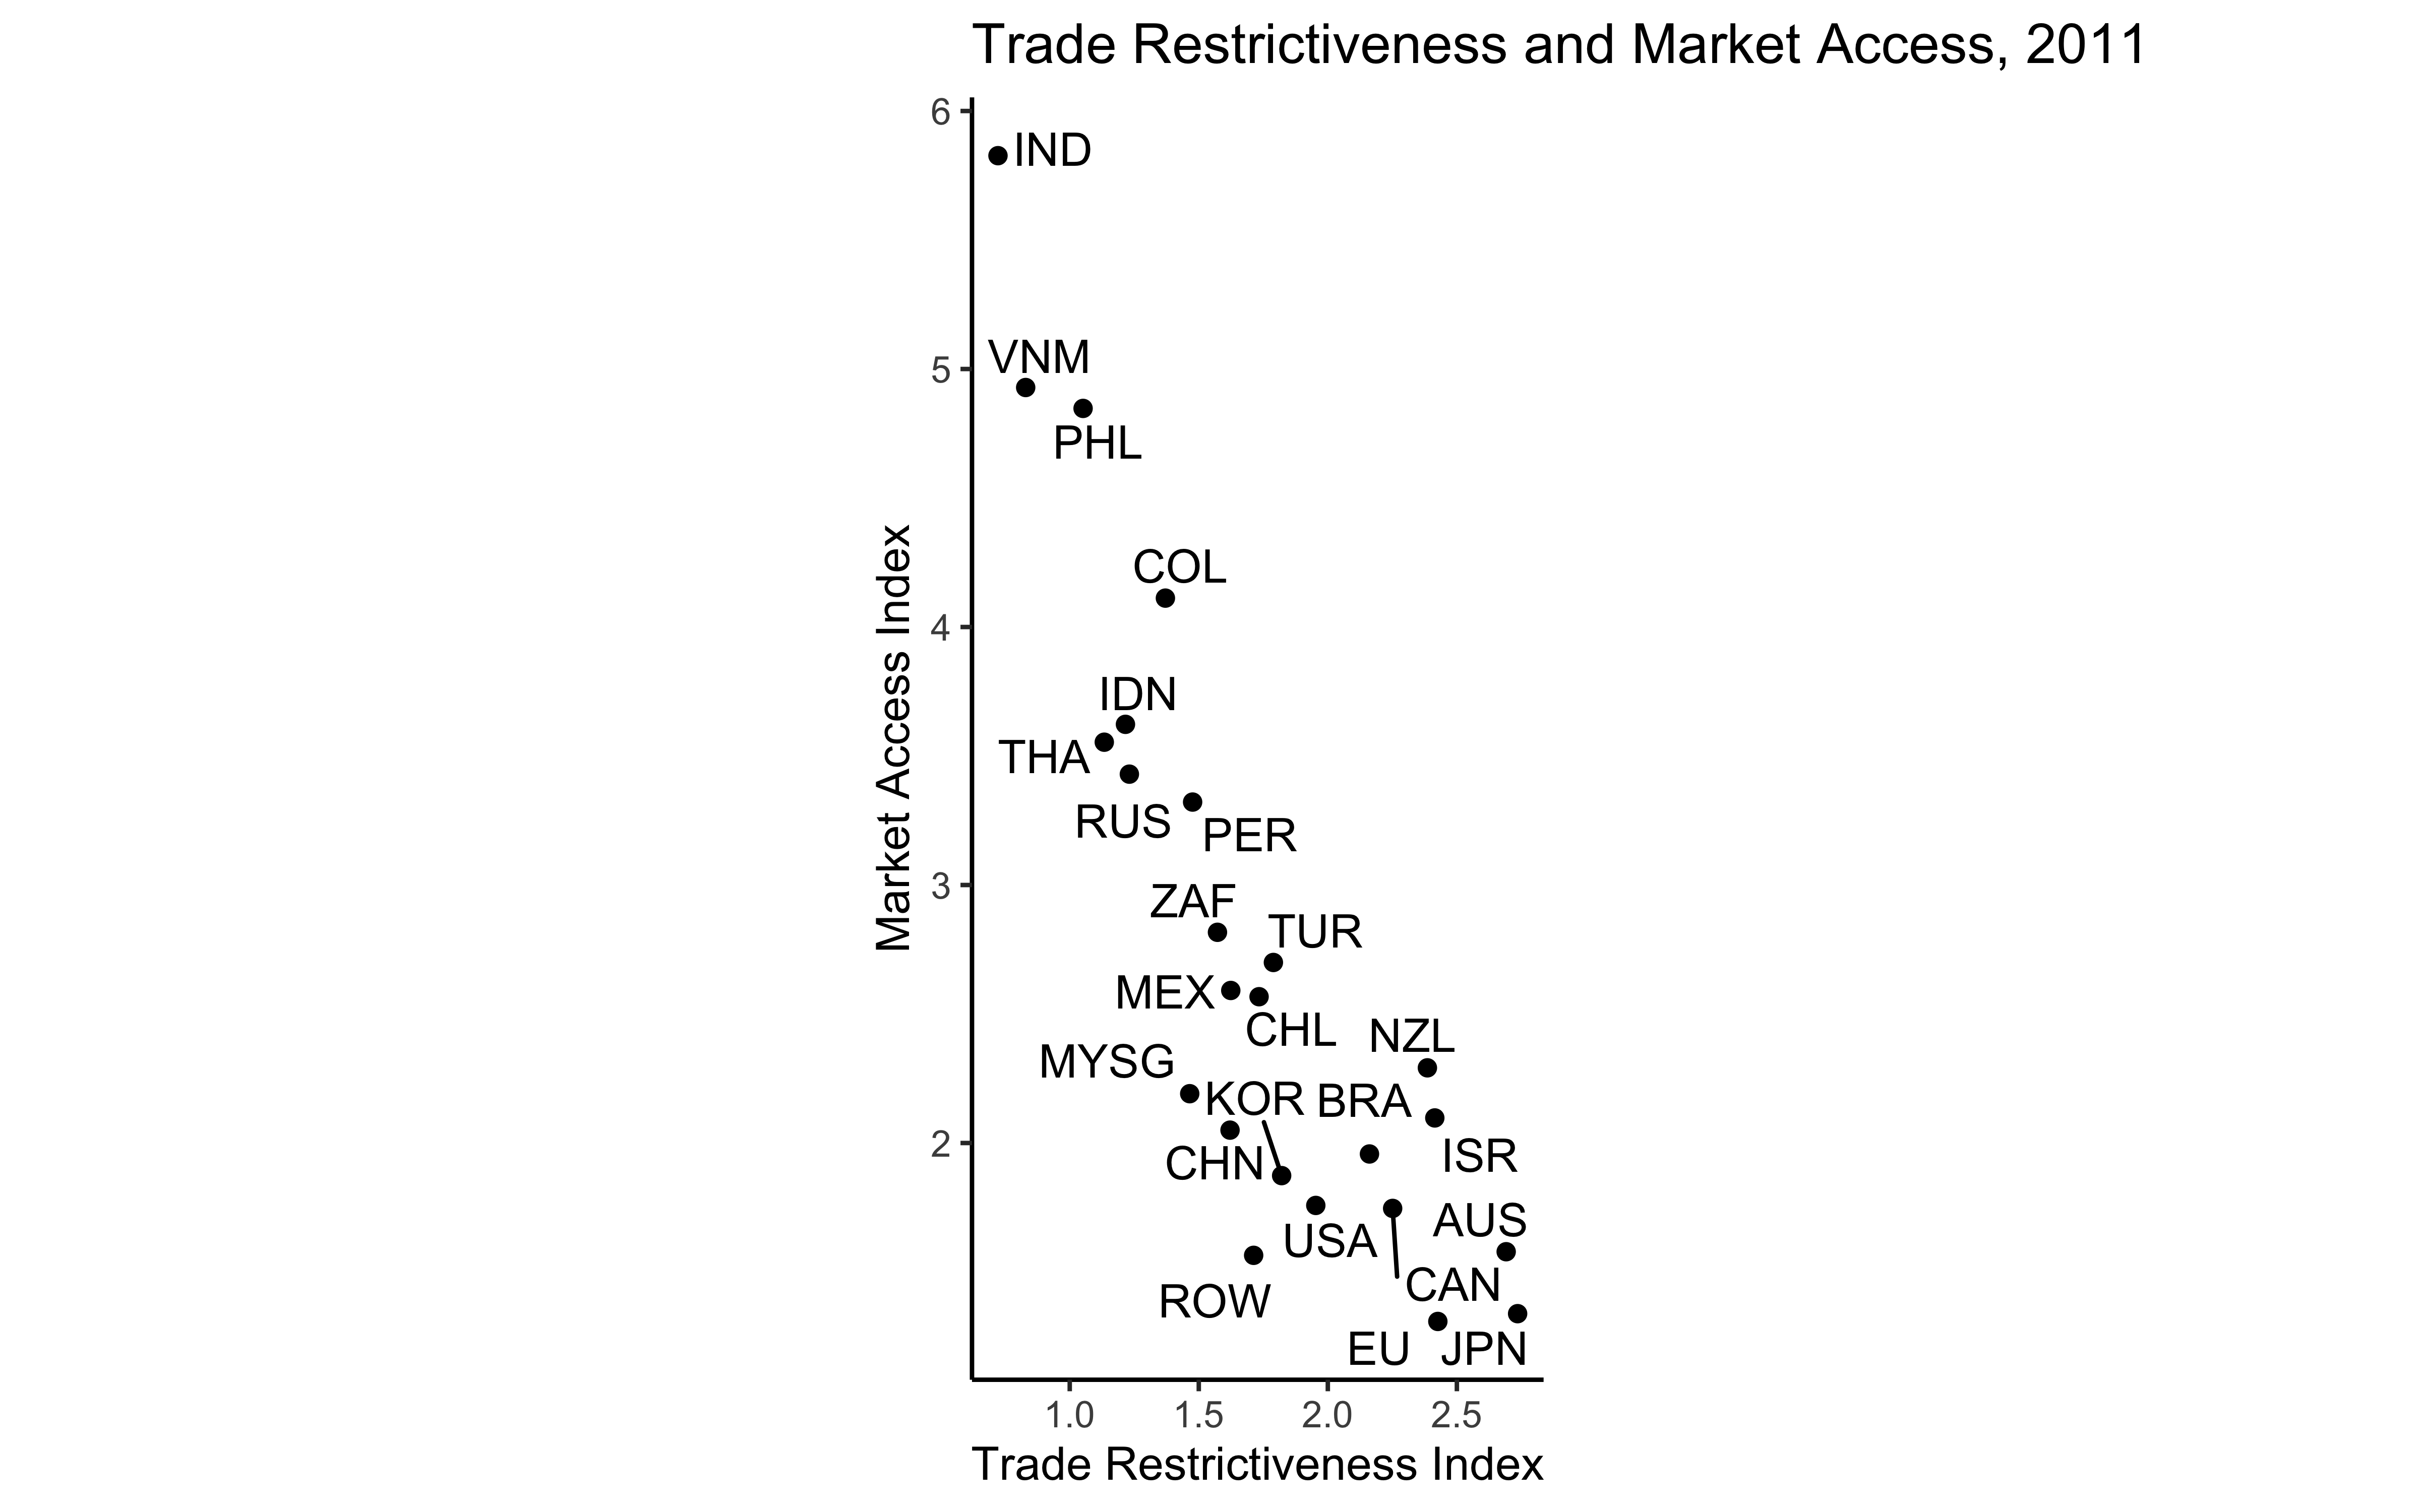 Trade Restrictiveness and Market Access, 2011
6
IND
VNM
5
PHL
COL
4
IDN
THA
RUS
PER
3
ZAF
TUR
MEX
CHL
NZL
MYSG
KOR
BRA
2
CHN
ISR
USA
AUS
CAN
ROW
EU
JPN
Market Access Index
1.0 1.5 2.0 2.5
Trade Restrictiveness Index